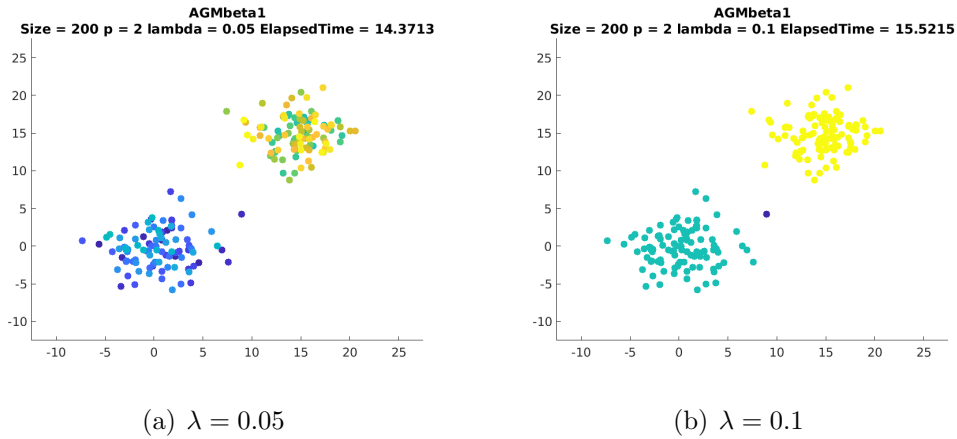 AGMbeta1
Size = 200 p = 2 lambda = 0.05 ElapsedTime = 14.3713
25
20
15
10
5
0
-5
-10
-10 -5 0 5 10 15 20 25
(a) λ = 0.05
AGMbeta1
Size = 200 p = 2 lambda = 0.1 ElapsedTime = 15.5215
25
20
15
10
5
0
-5
-10
-10 -5 0 5 10 15 20 25
(b) λ = 0.1